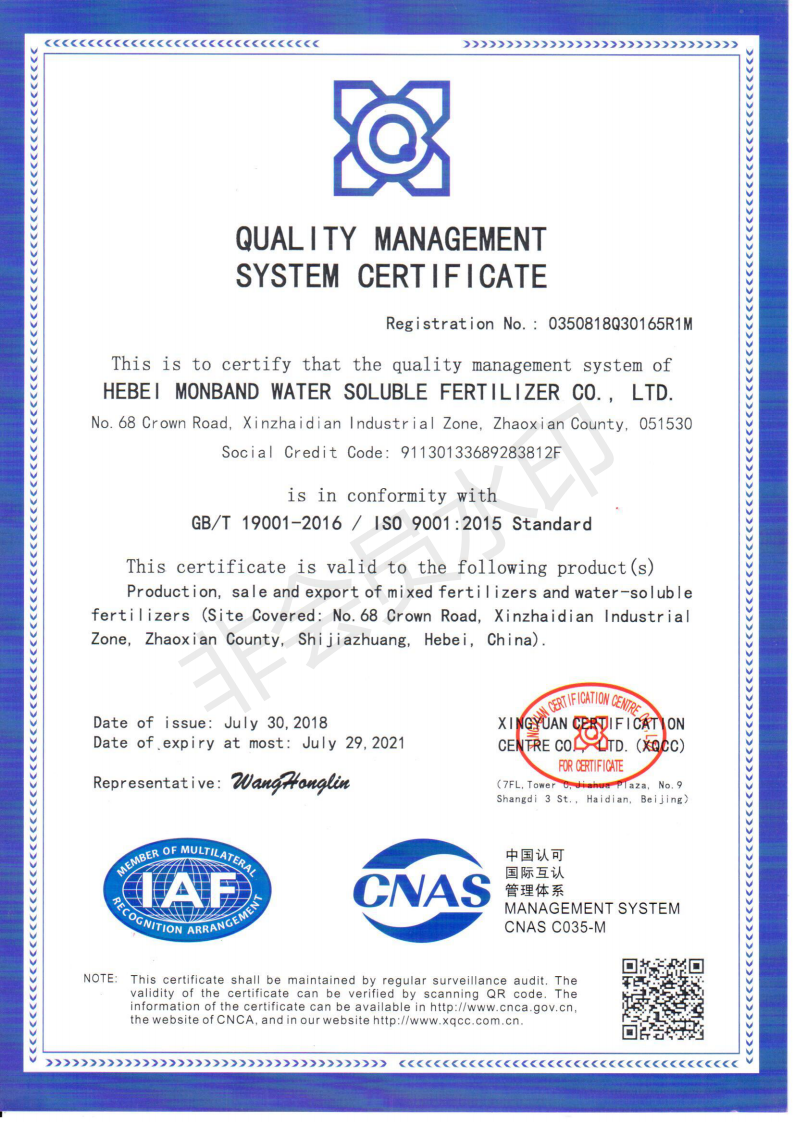 QUALITY MANAGEMENT
SYSTEM CERTIFICATE
Registration No.: 0350818Q30165R1M
This is to certify that the quality management system of
HEBEI MONBAND WATER SOLUBLE FERTILIZER CO., LTD.
No.68 Crown Road, Xinzhaidian Industrial Zone, Zhaoxian County, 051530
Social Credit Code: 91130133689283812F
is in conformity with
GB/T 19001-2016 / ISO 9001:2015 Standard
This certificate is valid to the following product(s)
Production, sale and export of mixed fertilizers and water-soluble
fertilizers (Site Covered: No.68 Crown Road, Xinzhaidian Industrial
Zone, Zhaoxian County, Shijiazhuang, Hebei, China).
非会员水印
Date of issue: July 30,2018
Date of expiry at most: July 29,2021
Representative: WangHonglin
XINGYUAN CERTIFICATION
CENTRE CO., LTD. (XQCC)
(7FL, Tower C, Jiahua Plaza, No.9
Shangdi 3 St., Haidian, Beijing)
XINGYUAN CERTIFICATION CENTRE CO., LTD.
FOR CERTIFICATE
MEMBER OF MULTILATERAL
IAF
RECOGNITION ARRANGEMENT
CNAS
中国认可
国际互认
管理体系
MANAGEMENT SYSTEM
CNAS C035-M
NOTE: This certificate shall be maintained by regular surveillance audit. The
validity of the certificate can be verified by scanning QR code. The
information of the certificate can be available in http://www.cnca.gov.cn,
the website of CNCA, and in our website http://www.xqcc.com.cn.